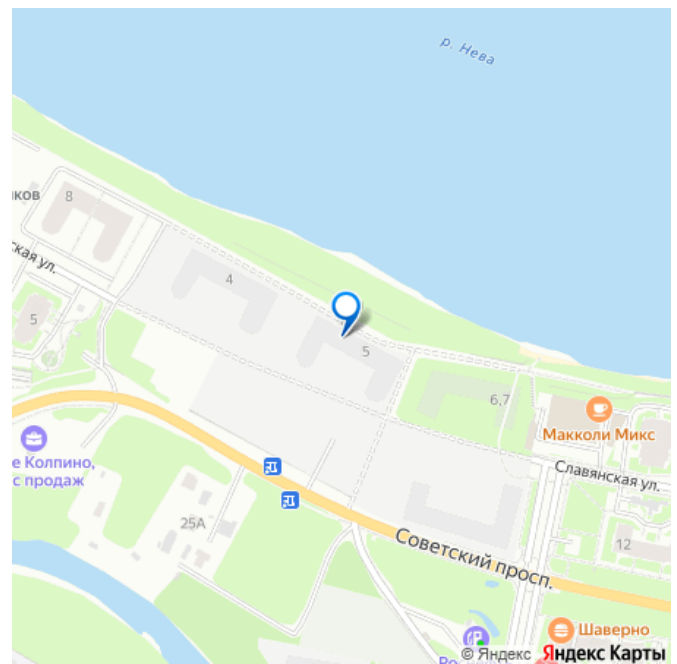 р. Нева
ков
8
ская ул.
4
5
5
6,7
Макколи Микс
е Колпино,
с продаж
Славянская ул.
25А
Советский просп.
12
Шаверно
Ро
© Яндекс Яндекс Карты